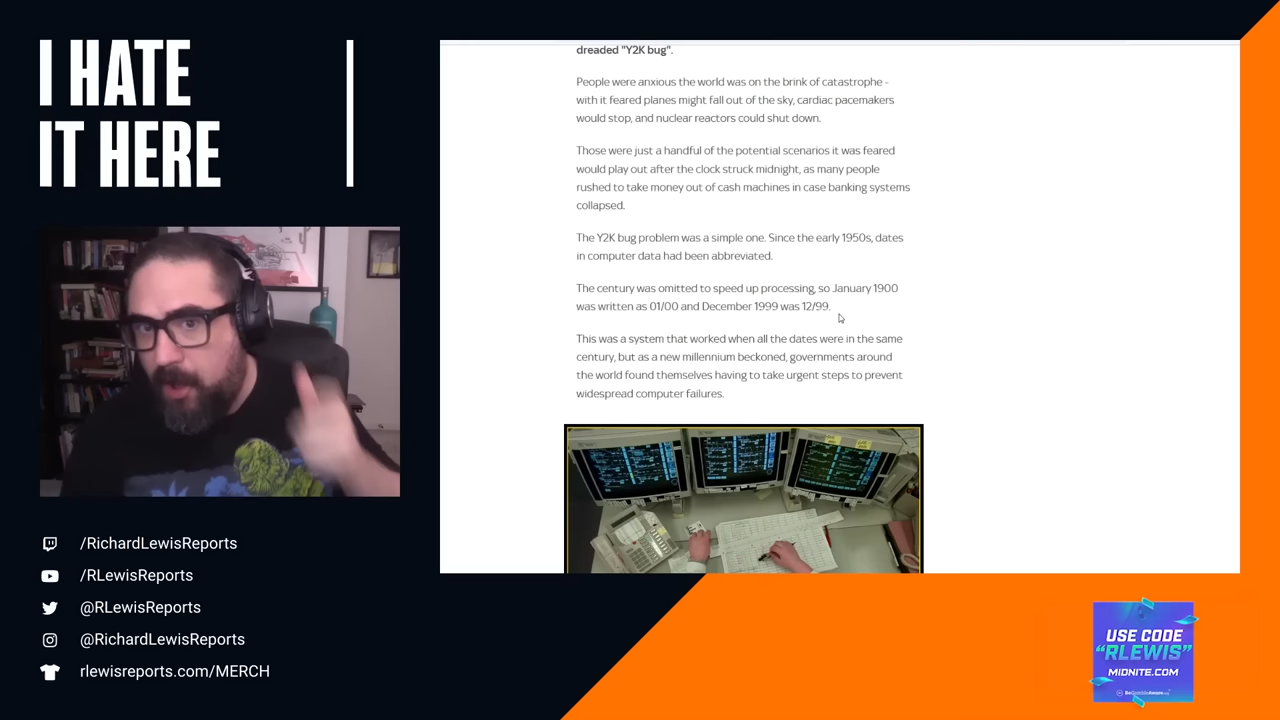 I HATE
IT HERE
/RichardLewisReports
/RLewisReports
@RLewisReports
@RichardLewisReports
rlewisreports.com/MERCH
dreaded "Y2K bug".
People were anxious the world was on the brink of catastrophe -
with it feared planes might fall out of the sky, cardiac pacemakers
would stop, and nuclear reactors could shut down.
Those were just a handful of the potential scenarios it was feared
would play out after the clock struck midnight, as many people
rushed to take money out of cash machines in case banking systems
collapsed.
The Y2K bug problem was a simple one. Since the early 1950s, dates
in computer data had been abbreviated.
The century was omitted to speed up processing, so January 1900
was written as 01/00 and December 1999 was 12/99.
This was a system that worked when all the dates were in the same
century, but as a new millennium beckoned, governments around
the world found themselves having to take urgent steps to prevent
widespread computer failures.
USE CODE
"RLEWIS"
MIDNITE.COM
BeGambleAware.org